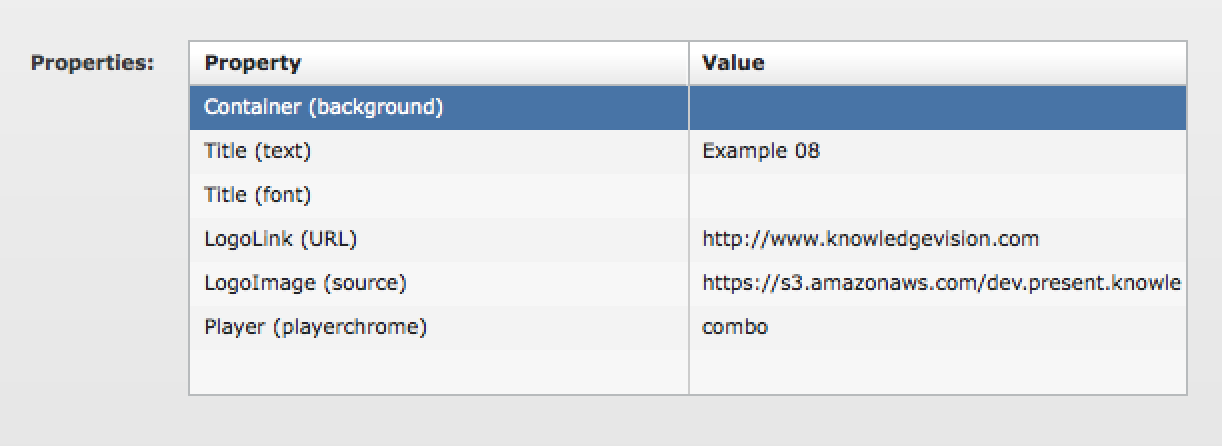 Properties: Property Value
Container (background)
Title (text) Example 08
Title (font)
LogoLink (URL) http://www.knowledgevision.com
LogoImage (source) https://s3.amazonaws.com/dev.present.knowle
Player (playerchrome) combo